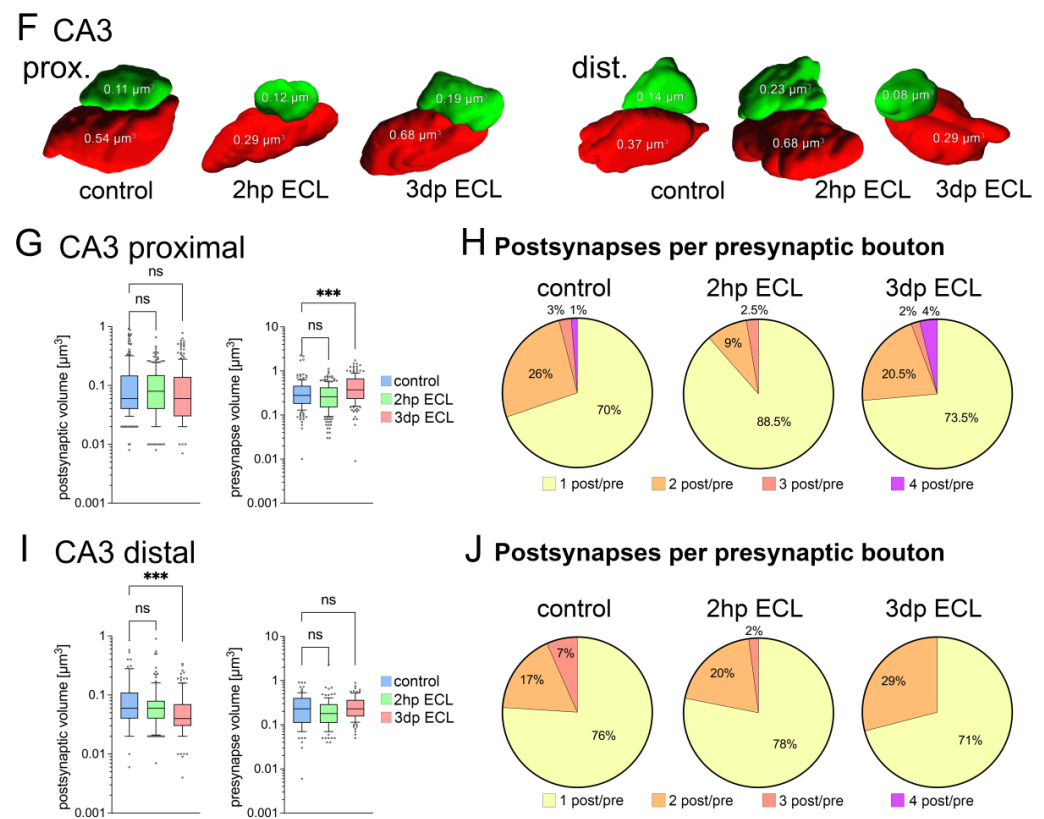 F CA3
prox.
dist.
0.11 µm³
0.54 µm³
control
0.12 µm³
0.29 µm³
2hp ECL
0.19 µm³
0.68 µm³
3dp ECL
0.14 µm³
0.37 µm³
control
0.23 µm³
0.68 µm³
2hp ECL
0.08 µm³
0.29 µm³
3dp ECL
G CA3 proximal
ns
ns
postsynaptic volume [µm³]
1
0.1
0.01
0.001
***
ns
presynapse volume [µm³]
10
1
0.1
0.01
0.001
control
2hp ECL
3dp ECL
H Postsynapses per presynaptic bouton
control
3% 1%
26%
70%
2hp ECL
2.5%
9%
88.5%
3dp ECL
2% 4%
20.5%
73.5%
1 post/pre 2 post/pre 3 post/pre 4 post/pre
I CA3 distal
***
ns
postsynaptic volume [µm³]
1
0.1
0.01
0.001
ns
ns
presynapse volume [µm³]
10
1
0.1
0.01
0.001
control
2hp ECL
3dp ECL
J Postsynapses per presynaptic bouton
control
7%
17%
76%
2hp ECL
2%
20%
78%
3dp ECL
29%
71%
1 post/pre 2 post/pre 3 post/pre 4 post/pre